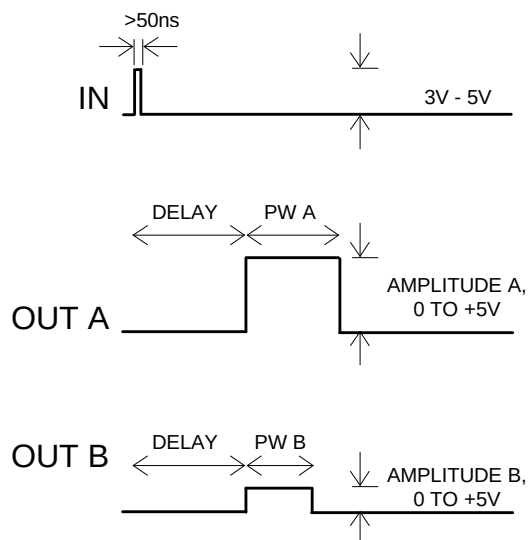 >50ns
IN
3V - 5V
DELAY
PW A
OUT A
AMPLITUDE A,
0 TO +5V
DELAY
PW B
OUT B
AMPLITUDE B,
0 TO +5V